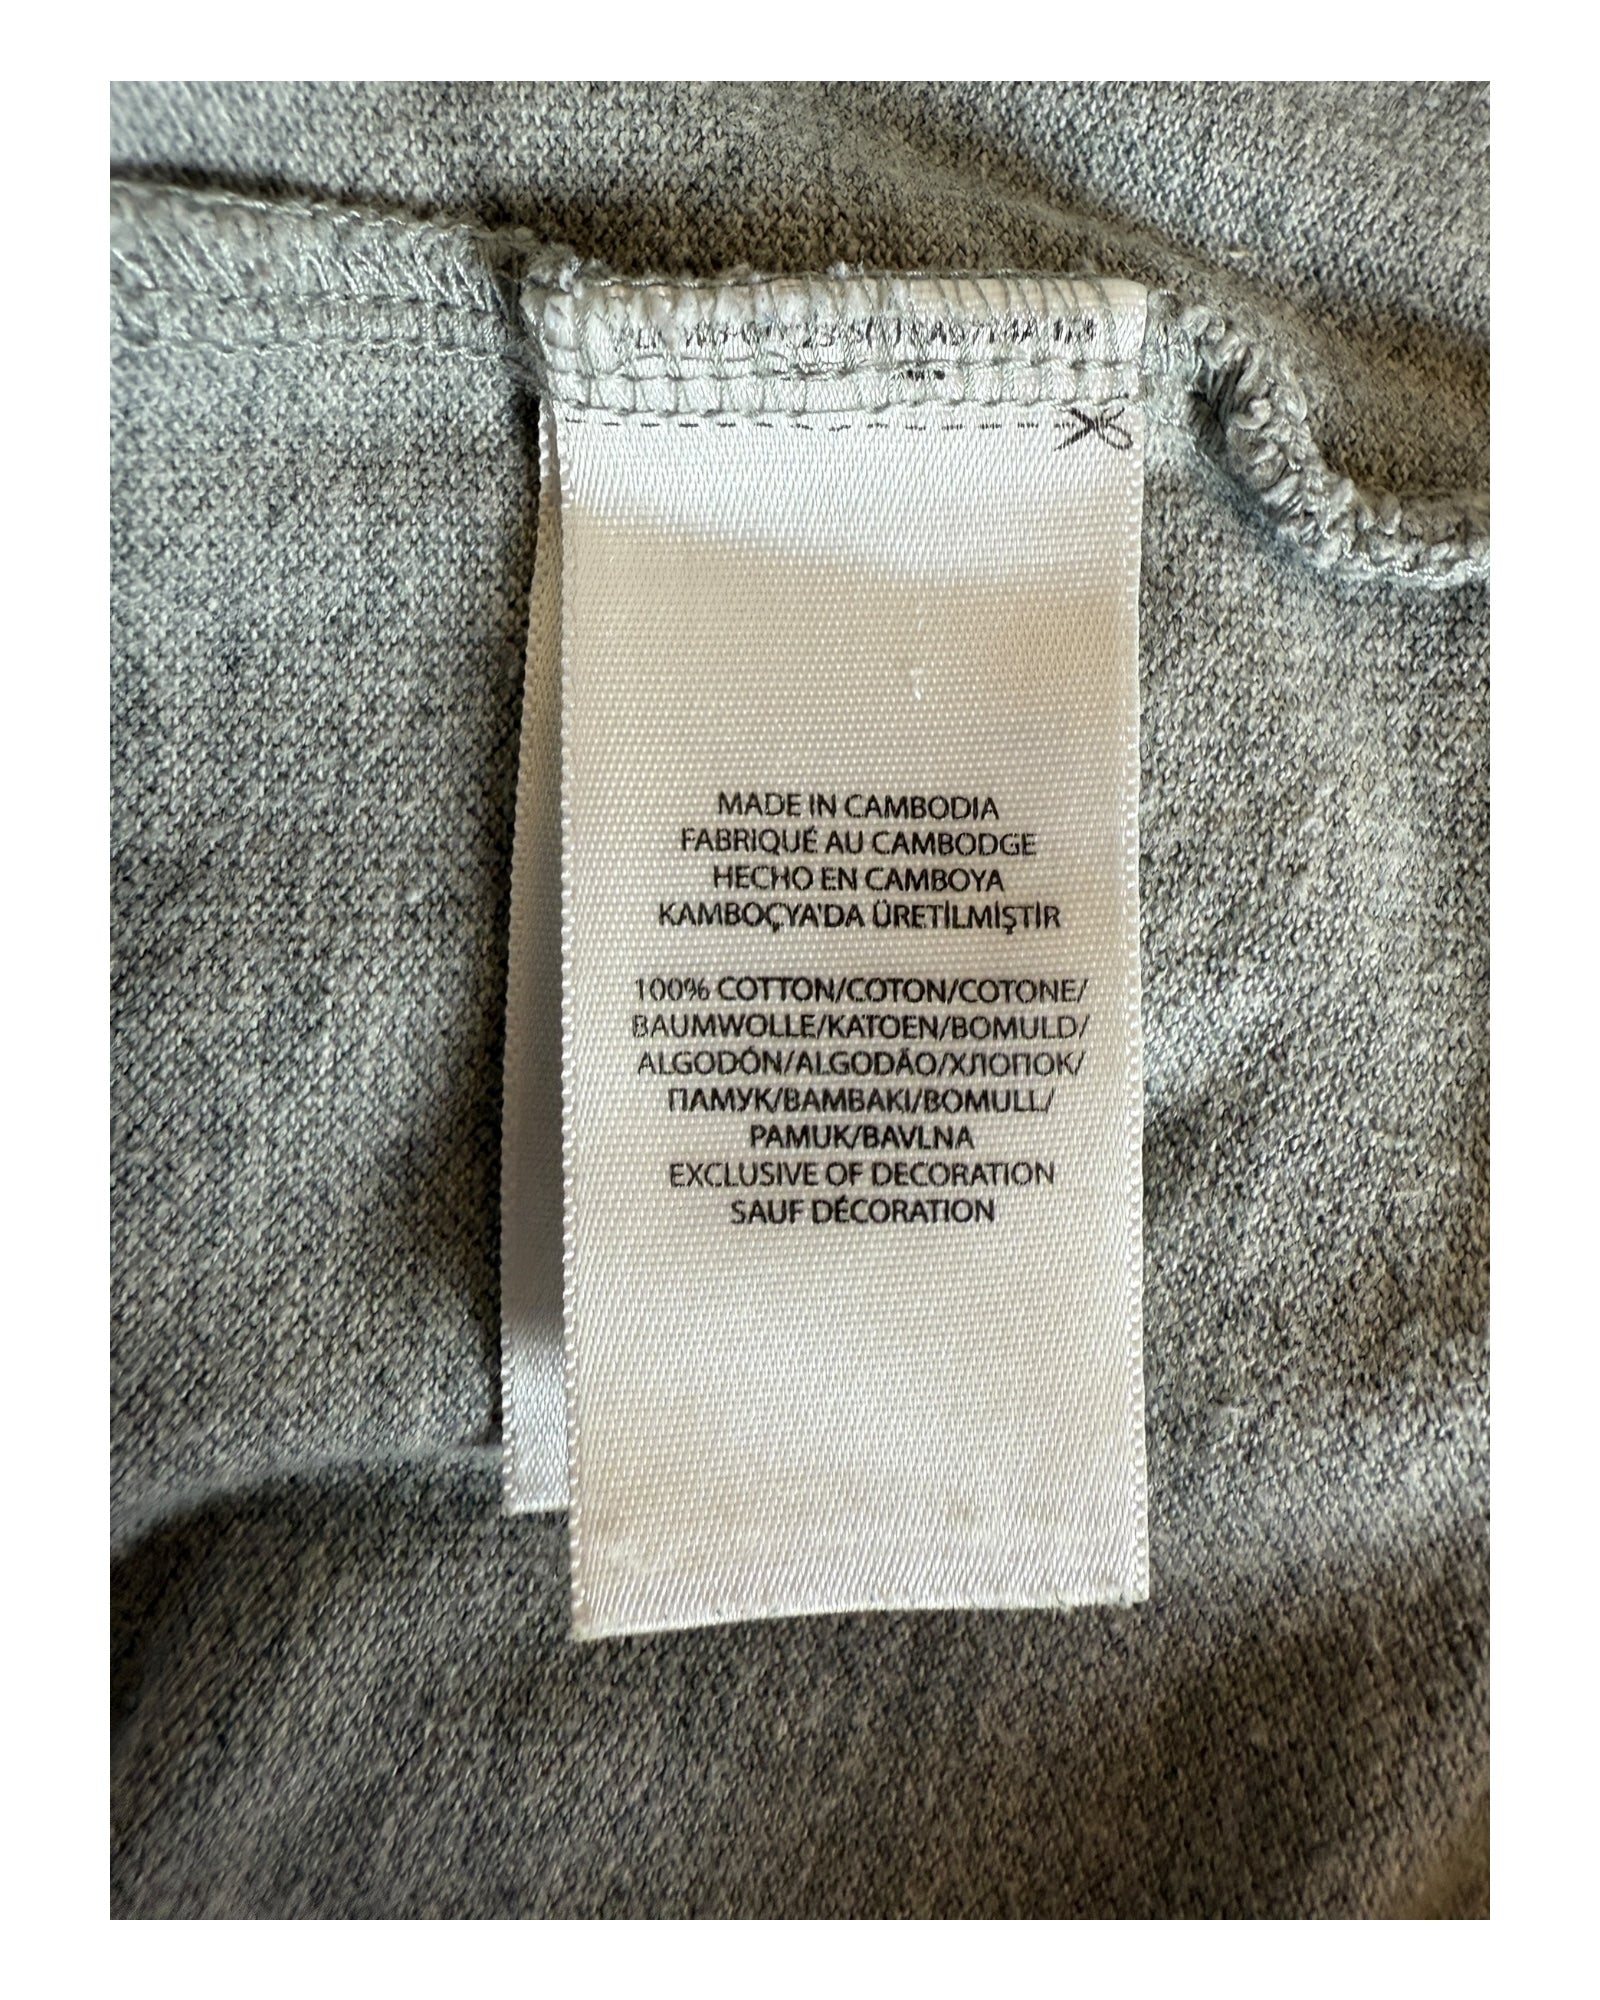 MADE IN CAMBODIA
FABRIQUÉ AU CAMBODGE
HECHO EN CAMBOYA
KAMBOÇYA'DA ÜRETİLMİŞTİR
100% COTTON/COTON/COTONE/
BAUMWOLLE/KATOEN/BOMULD/
ALGODÓN/ALGODÃO/ХЛОПОК/
ПАМУК/BAMBAKI/BOMULL/
PAMUK/BAVLNA
EXCLUSIVE OF DECORATION
SAUF DÉCORATION